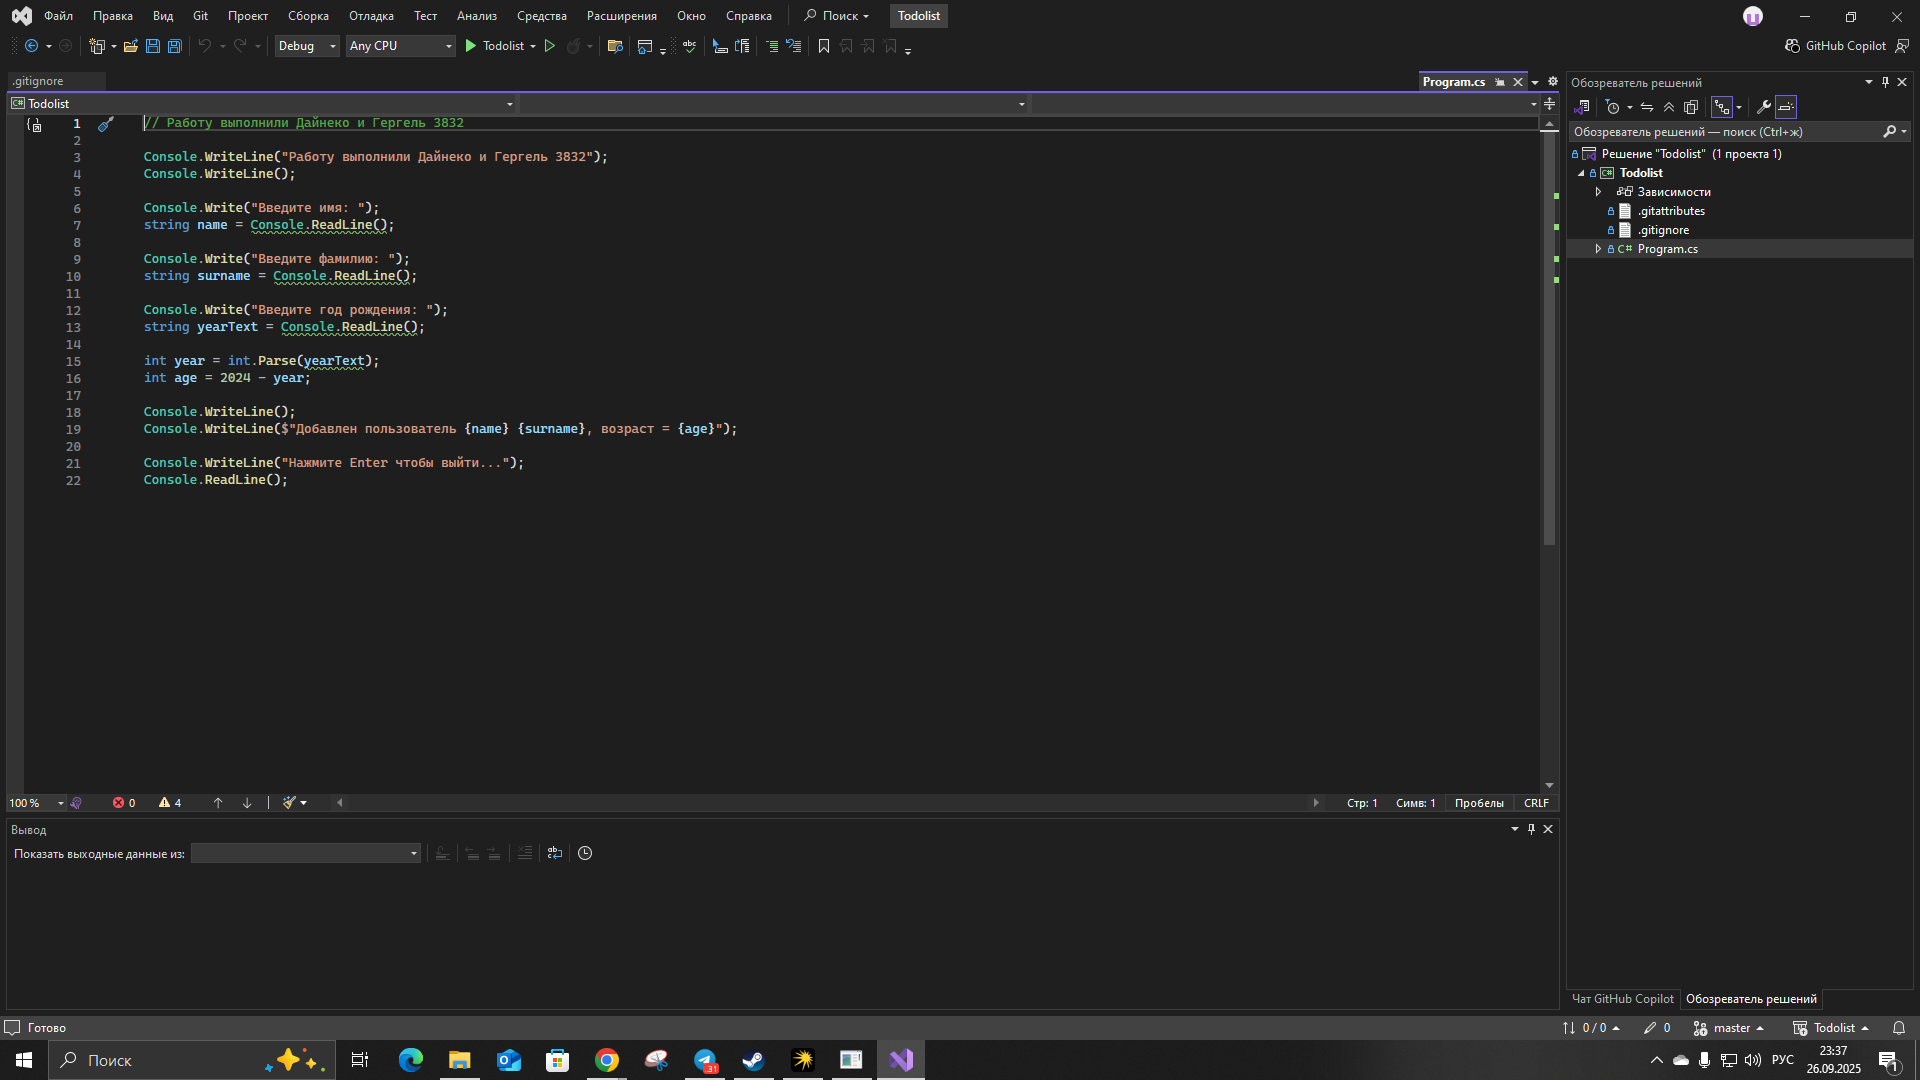 Файл Правка Вид Git Проект Сборка Отладка Тест Анализ Средства Расширения Окно Справка Поиск Todolist
Debug Any CPU Todolist GitHub Copilot
.gitignore Program.cs
Todolist
1 // Работу выполнили Дайнеко и Гергель 3832
2
3 Console.WriteLine("Работу выполнили Дайнеко и Гергель 3832");
4 Console.WriteLine();
5
6 Console.Write("Введите имя: ");
7 string name = Console.ReadLine();
8
9 Console.Write("Введите фамилию: ");
10 string surname = Console.ReadLine();
11
12 Console.Write("Введите год рождения: ");
13 string yearText = Console.ReadLine();
14
15 int year = int.Parse(yearText);
16 int age = 2024 - year;
17
18 Console.WriteLine();
19 Console.WriteLine($"Добавлен пользователь {name} {surname}, возраст = {age}");
20
21 Console.WriteLine("Нажмите Enter чтобы выйти...");
22 Console.ReadLine();
100 % 0 4 Стр: 1 Симв: 1 Пробелы CRLF
Вывод
Показать выходные данные из:
Обозреватель решений
Обозреватель решений — поиск (Ctrl+ж)
Решение "Todolist" (1 проекта 1)
Todolist
Зависимости
.gitattributes
.gitignore
C# Program.cs
Чат GitHub Copilot Обозреватель решений
Готово 0 / 0 0 master Todolist
Поиск 31 РУС 23:37
26.09.2025 1